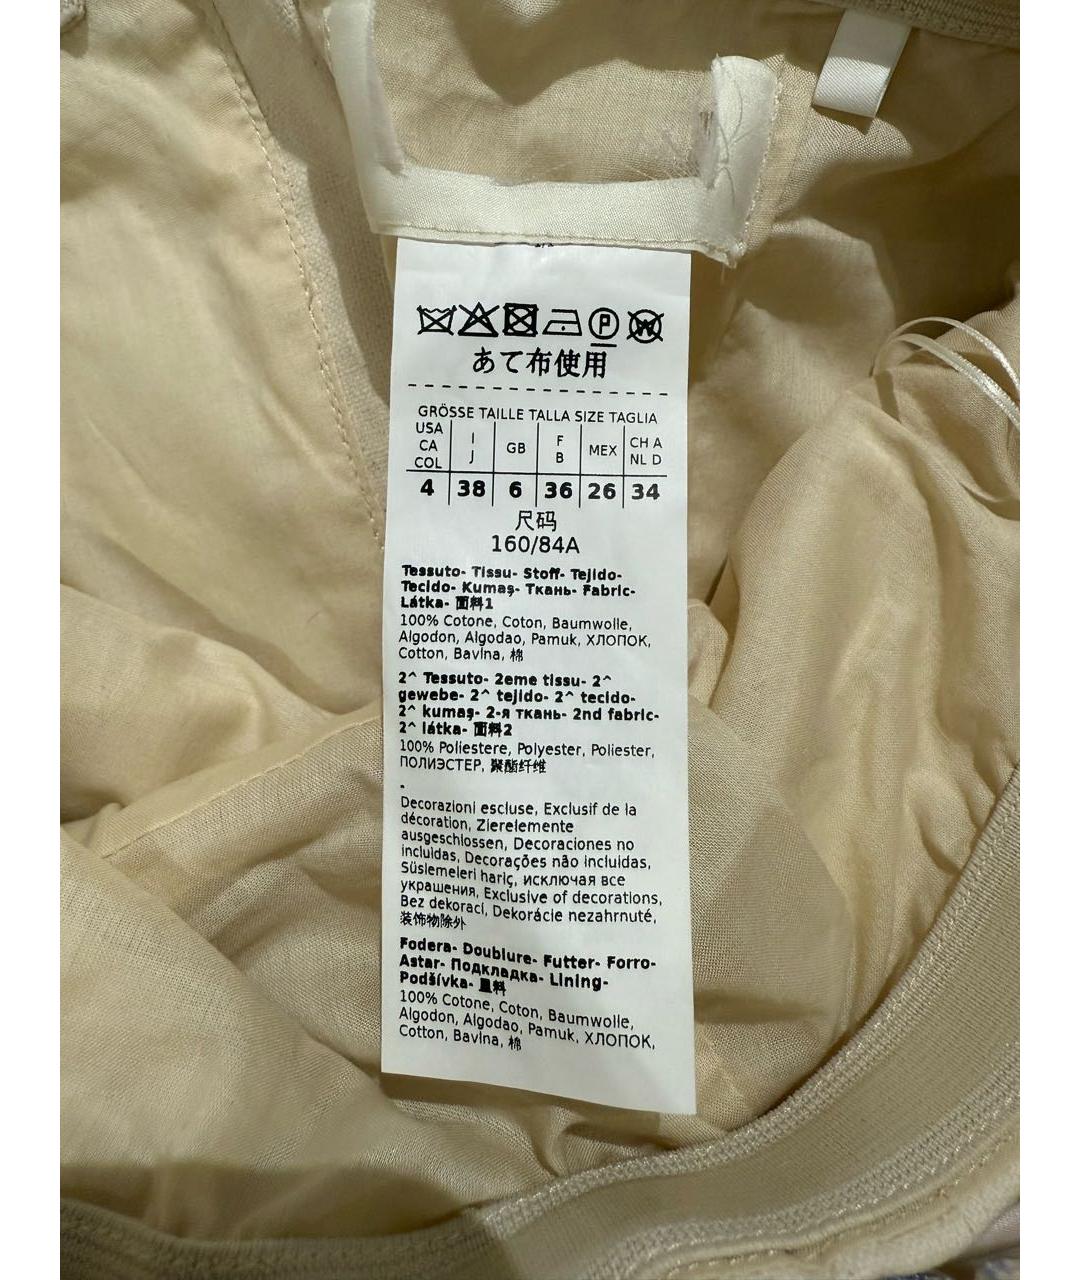 あて布使用
GRÖSSE TAILLE TALLA SIZE TAGLIA
USA CA COL I J GB F B MEX CH A NL D
4 38 6 36 26 34
尺码
160/84A
Tessuto- Tissu- Stoff- Tejido-
Tecido- Kumaş- Ткань- Fabric-
Látka- 面料1
100% Cotone, Coton, Baumwolle,
Algodon, Algodao, Pamuk, ХЛОПОК,
Cotton, Bavlna, 棉
2^ Tessuto- 2eme tissu- 2^
gewebe- 2^ tejido- 2^ tecido-
2^ kumaş- 2-я ткань- 2nd fabric-
2^ látka- 面料2
100% Poliestere, Polyester, Poliester,
ПОЛИЭСТЕР, 聚酯纤维
-
Decorazioni escluse, Exclusif de la
décoration, Zierelemente
ausgeschlossen, Decoraciones no
incluidas, Decorações não incluidas,
Süslemeleri hariç, исключая все
украшения, Exclusive of decorations,
Bez dekorací, Dekorácie nezahrnuté,
装饰物除外
Fodera- Doublure- Futter- Forro-
Astar- Подкладка- Lining-
Podšívka- 里料
100% Cotone, Coton, Baumwolle,
Algodon, Algodao, Pamuk, ХЛОПОК,
Cotton, Bavlna, 棉